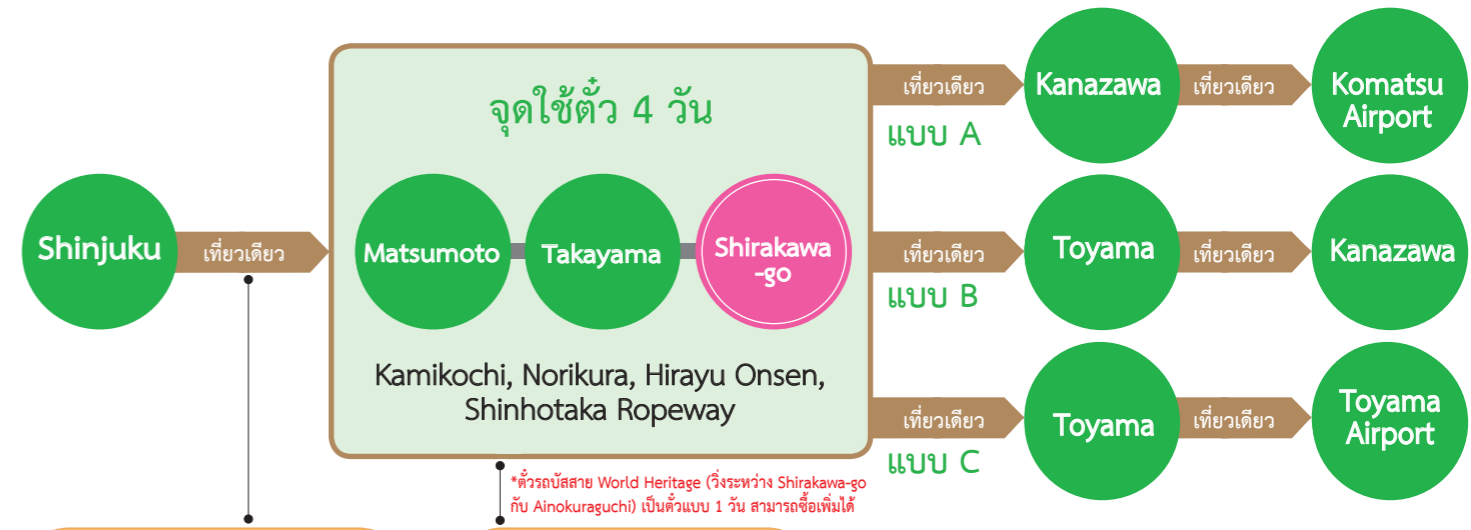 จุดใช้ตั๋ว 4 วัน
Shinjuku
เที่ยวเดียว
Matsumoto
Takayama
Shirakawa
-go
Kamikochi, Norikura, Hirayu Onsen,
Shinhotaka Ropeway
เที่ยวเดียว
แบบ A
Kanazawa
เที่ยวเดียว
Komatsu
Airport
เที่ยวเดียว
แบบ B
Toyama
เที่ยวเดียว
Kanazawa
เที่ยวเดียว
แบบ C
Toyama
เที่ยวเดียว
Toyama
Airport
*ตั๋วรถบัสสาย World Heritage (วิ่งระหว่าง Shirakawa-go
กับ Ainokuraguchi) เป็นตั๋วแบบ 1 วัน สามารถซื้อเพิ่มได้